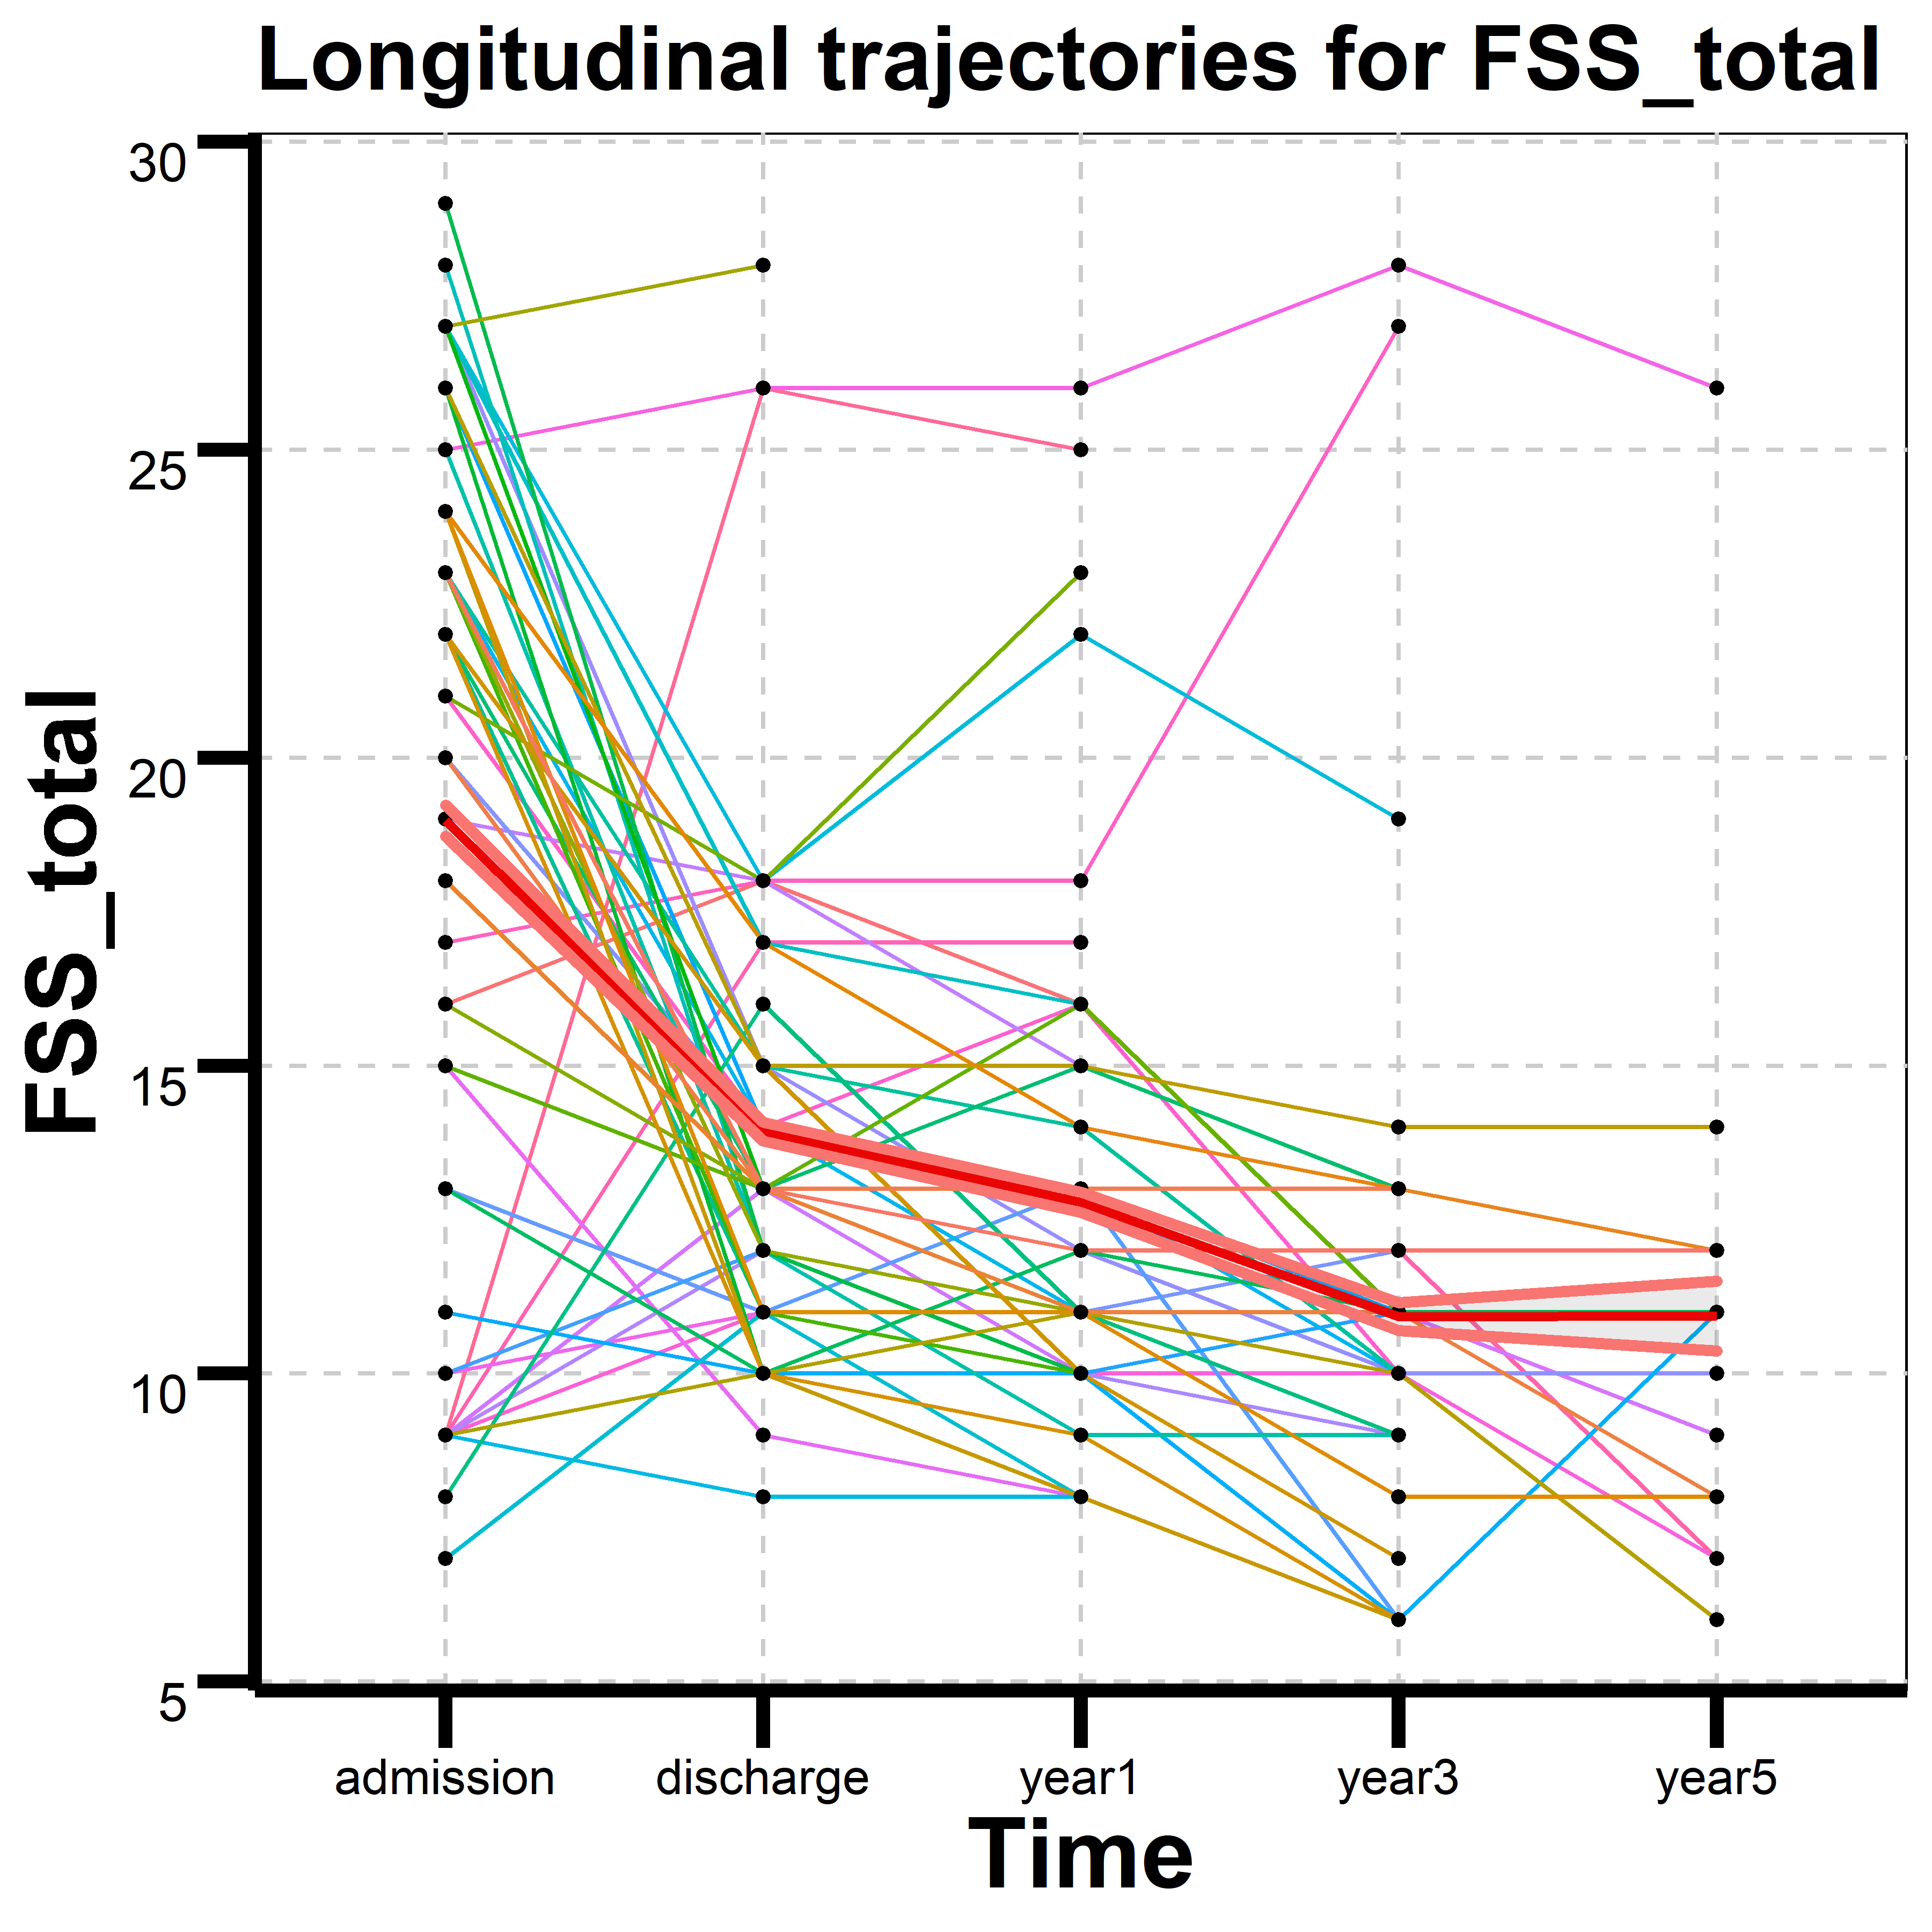 Longitudinal trajectories for FSS_total
FSS_total
30
25
20
15
10
5
admission discharge year1 year3 year5
Time